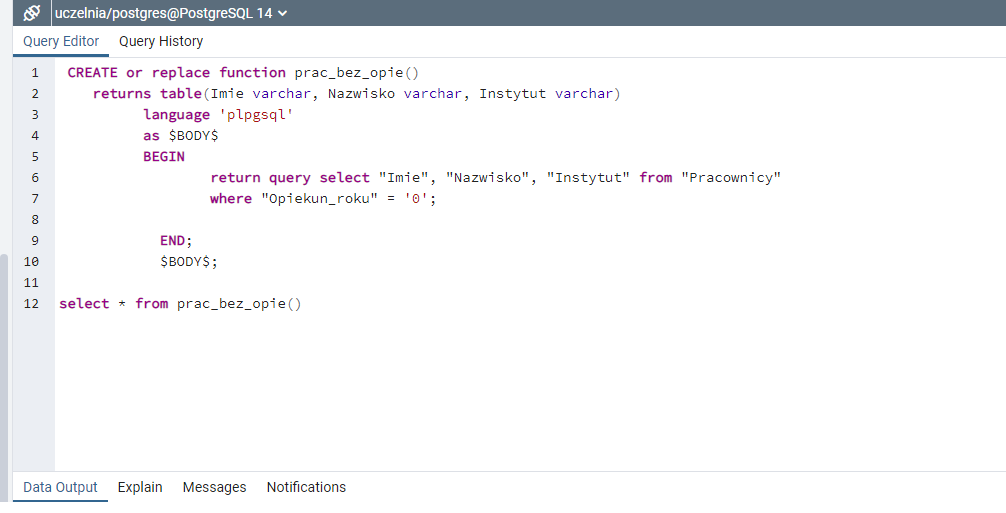 uczelnia/postgres@PostgreSQL 14
Query Editor Query History
1 CREATE or replace function prac_bez_opie()
2 returns table(Imie varchar, Nazwisko varchar, Instytut varchar)
3 language 'plpgsql'
4 as $BODY$
5 BEGIN
6 return query select "Imie", "Nazwisko", "Instytut" from "Pracownicy"
7 where "Opiekun_roku" = '0';
8
9 END;
10 $BODY$;
11
12 select * from prac_bez_opie()
Data Output Explain Messages Notifications